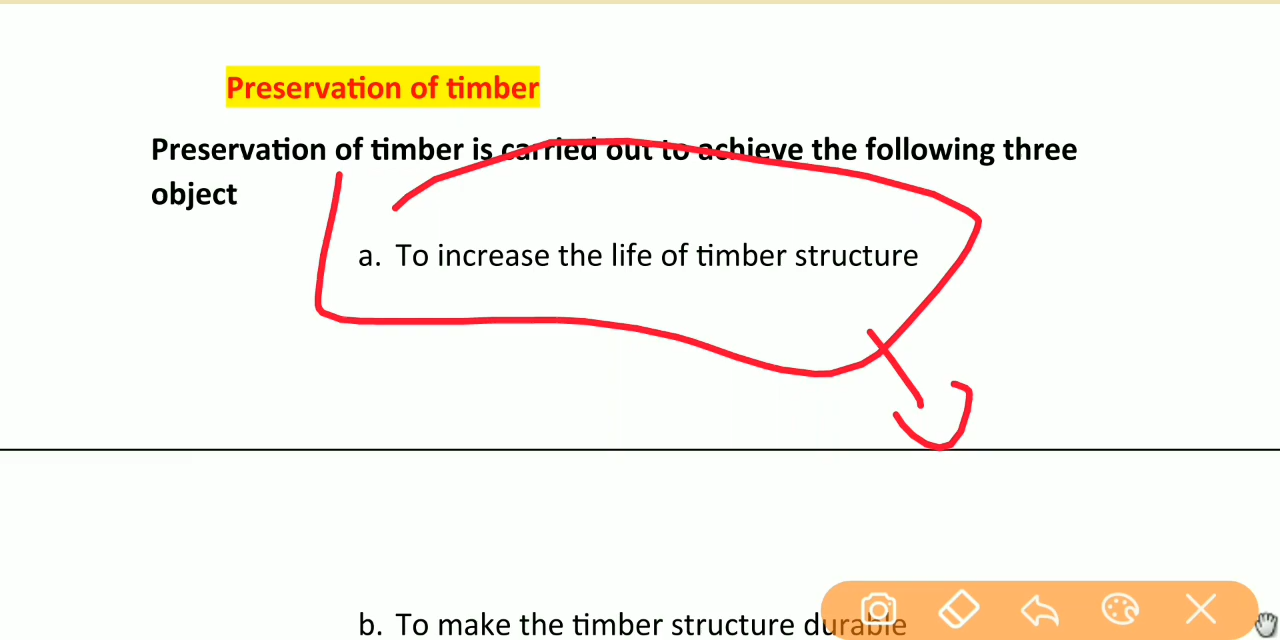 Preservation of timber
Preservation of timber is carried out to achieve the following three
object
a. To increase the life of timber structure
b. To make the timber structure durable